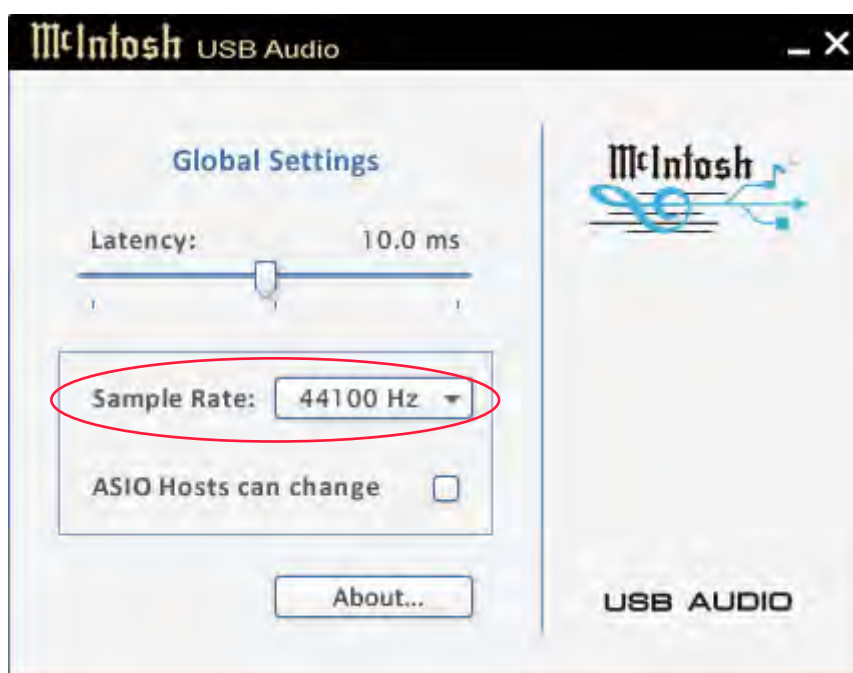 McIntosh USB Audio
Global Settings
Latency: 10.0 ms
Sample Rate: 44100 Hz
ASIO Hosts can change
About...
McIntosh
USB AUDIO